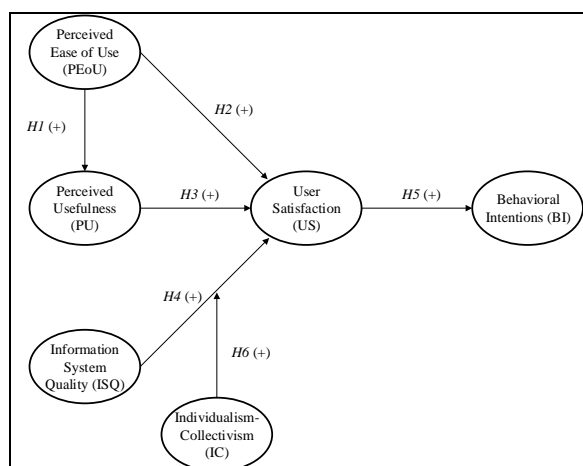 Perceived
Ease of Use
(PEoU)
H2 (+)
H1 (+)
Perceived
Usefulness
(PU)
H3 (+)
User
Satisfaction
(US)
H5 (+)
Behavioral
Intentions (BI)
H4 (+)
Information
System
Quality (ISQ)
H6 (+)
Individualism-
Collectivism
(IC)